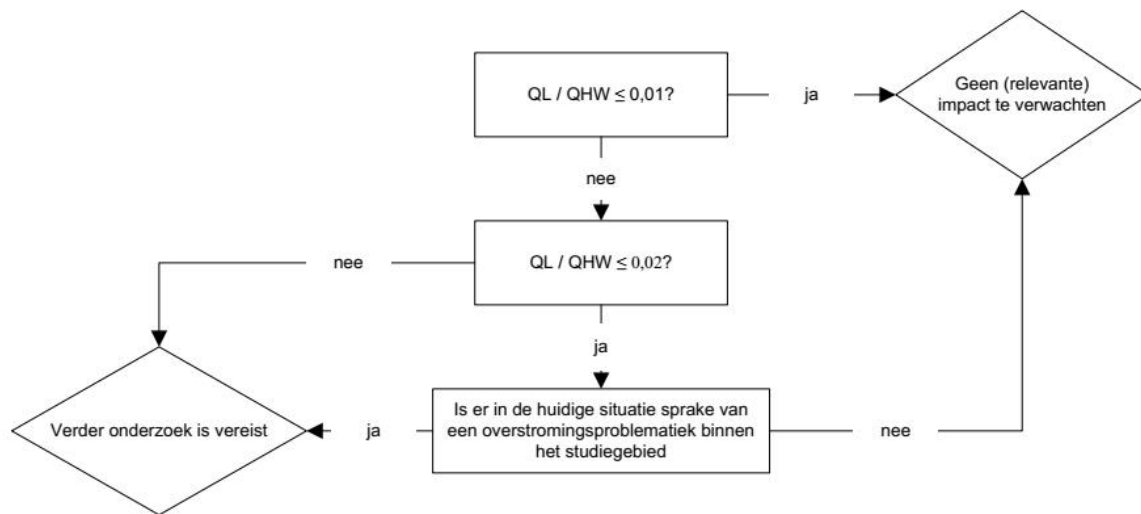 QL / QHW ≤ 0,01?
ja
Geen (relevante)
impact te verwachten
nee
QL / QHW ≤ 0,02?
nee
ja
Verder onderzoek is vereist
ja
Is er in de huidige situatie sprake van
een overstromingsproblematiek binnen
het studiegebied
nee